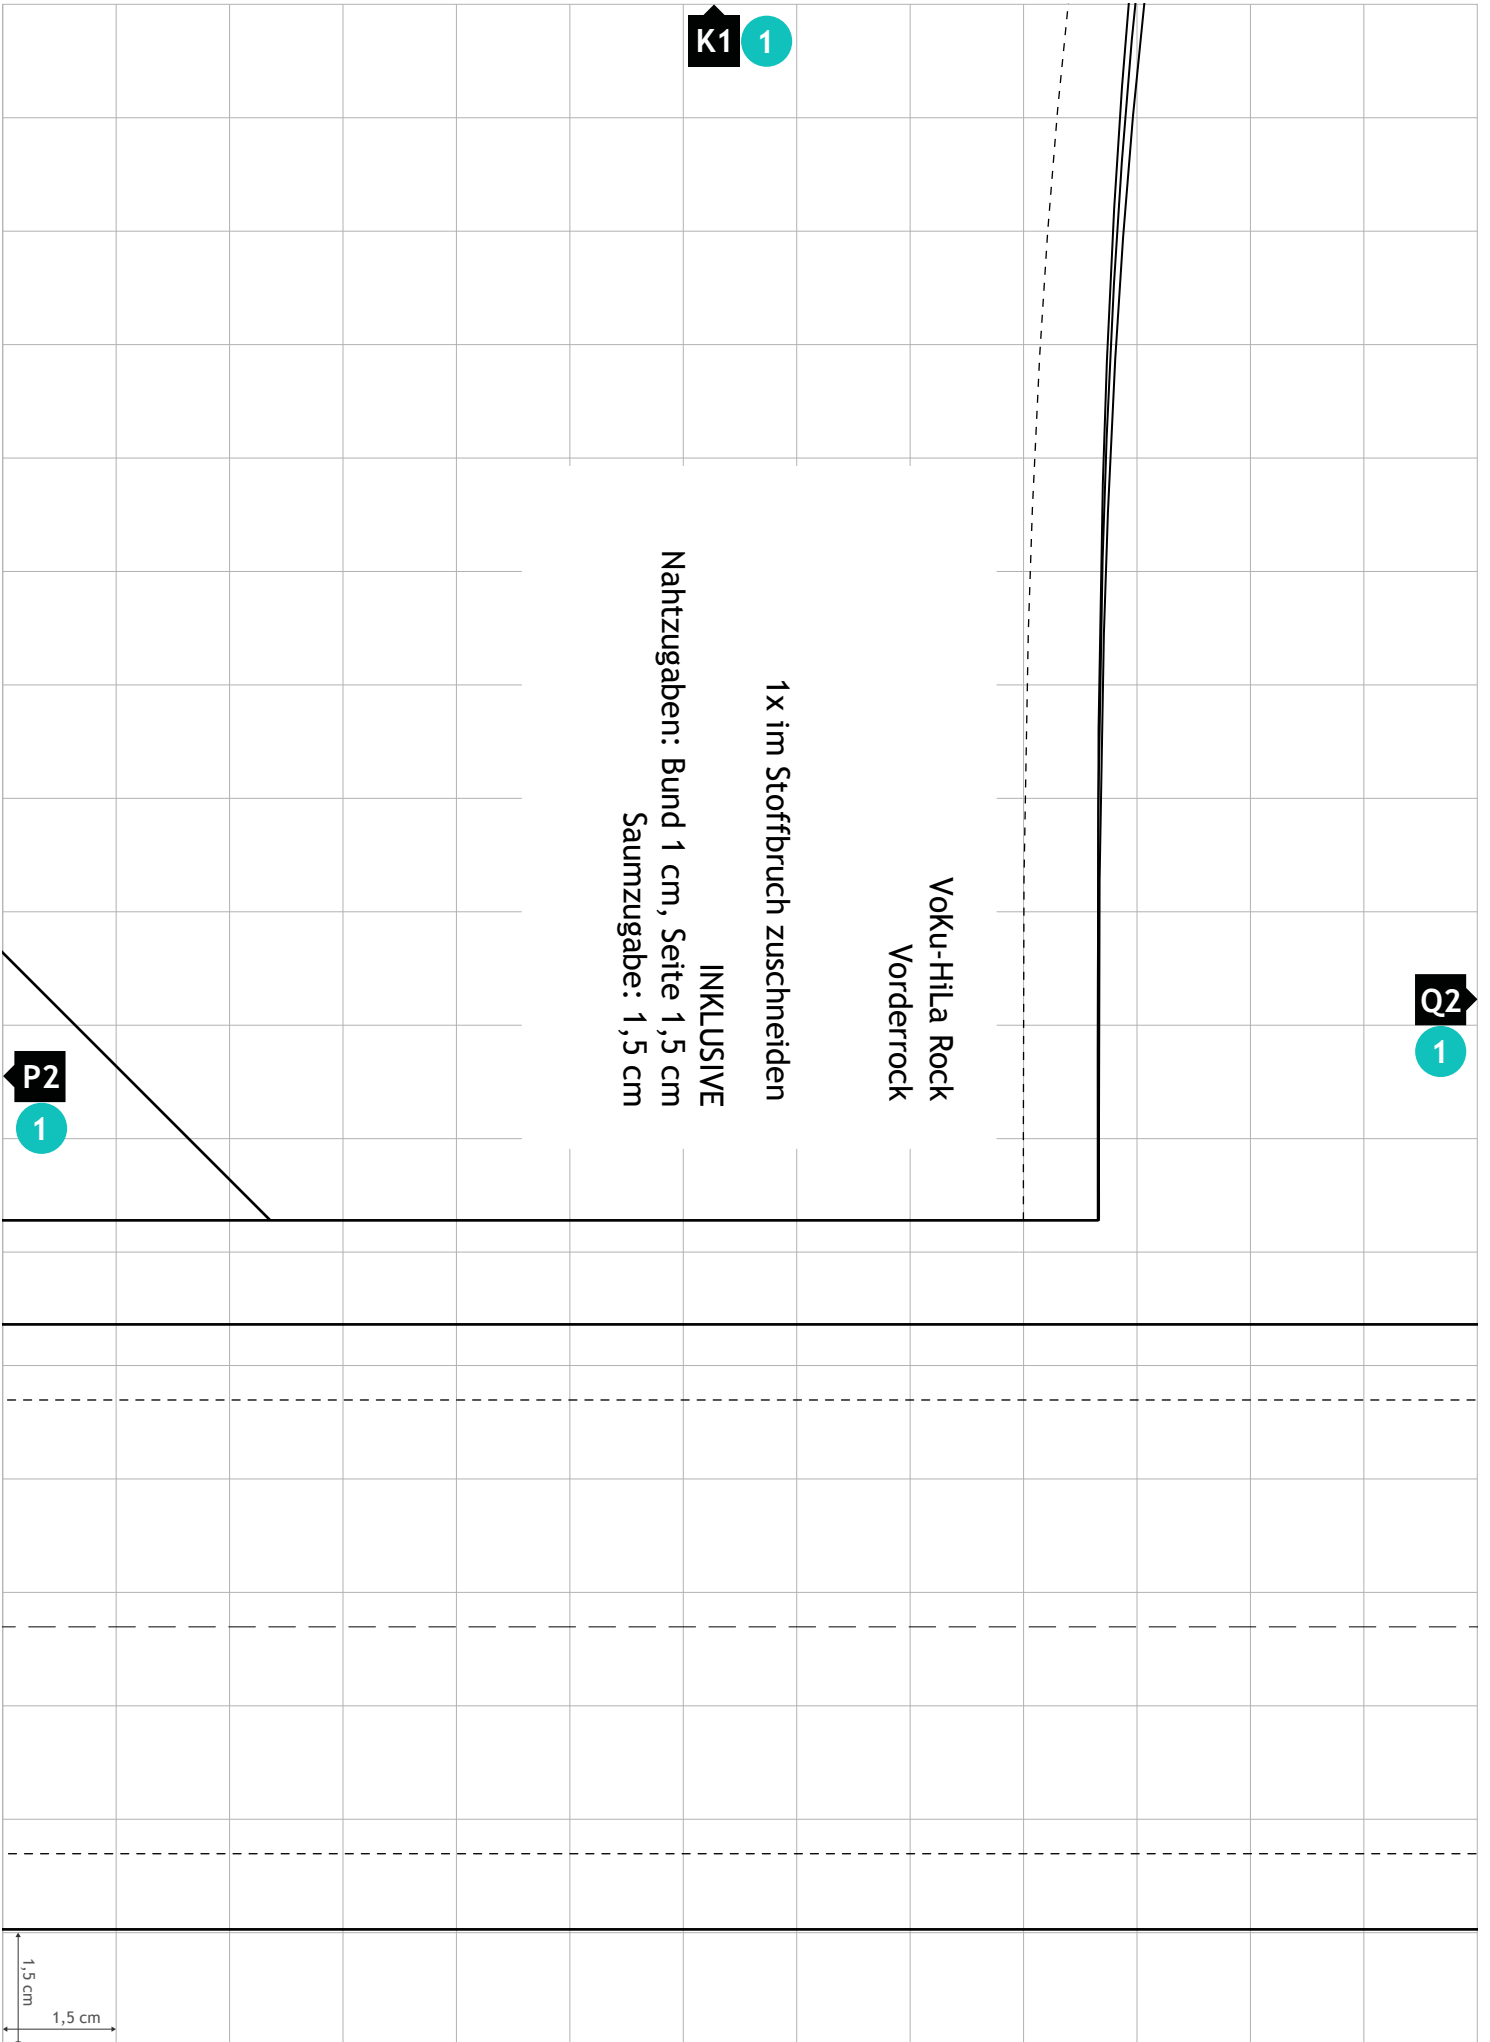 K1
1
VoKu-HiLa Rock
Vorderrock
1x im Stoffbruch zuschneiden
INKLUSIVE
Nahtzugaben: Bund 1 cm, Seite 1,5 cm
Saumzugabe: 1,5 cm
Q2
1
P2
1
1,5 cm
1,5 cm